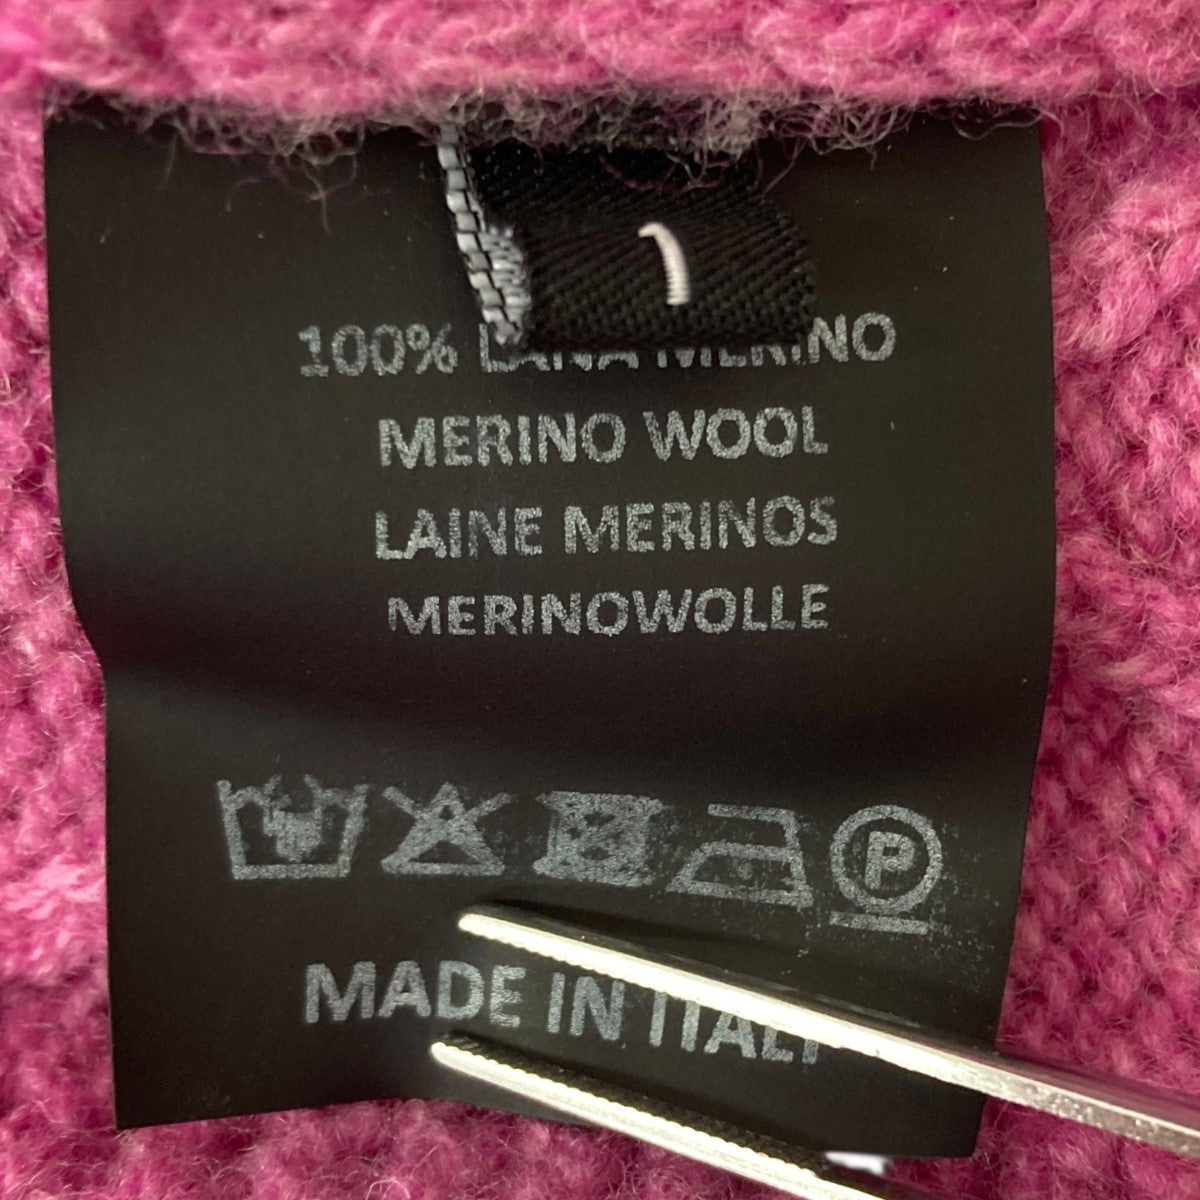 1
100% LANA MERINO
MERINO WOOL
LAINE MERINOS
MERINOWOLLE
P
MADE IN ITALY